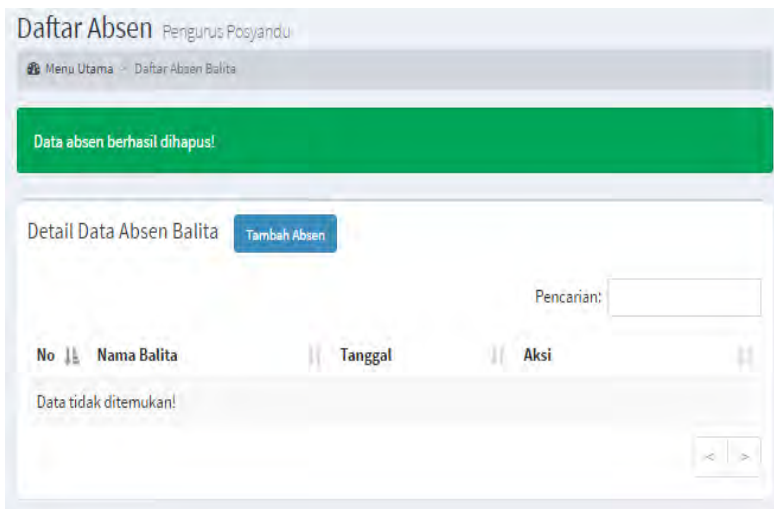 Daftar Absen Pengurus Posyandu
Menu Utama > Daftar Absen Balita
Data absen berhasil dihapus!
Detail Data Absen Balita Tambah Absen
Pencarian:
No Nama Balita Tanggal Aksi
Data tidak ditemukan!
< >